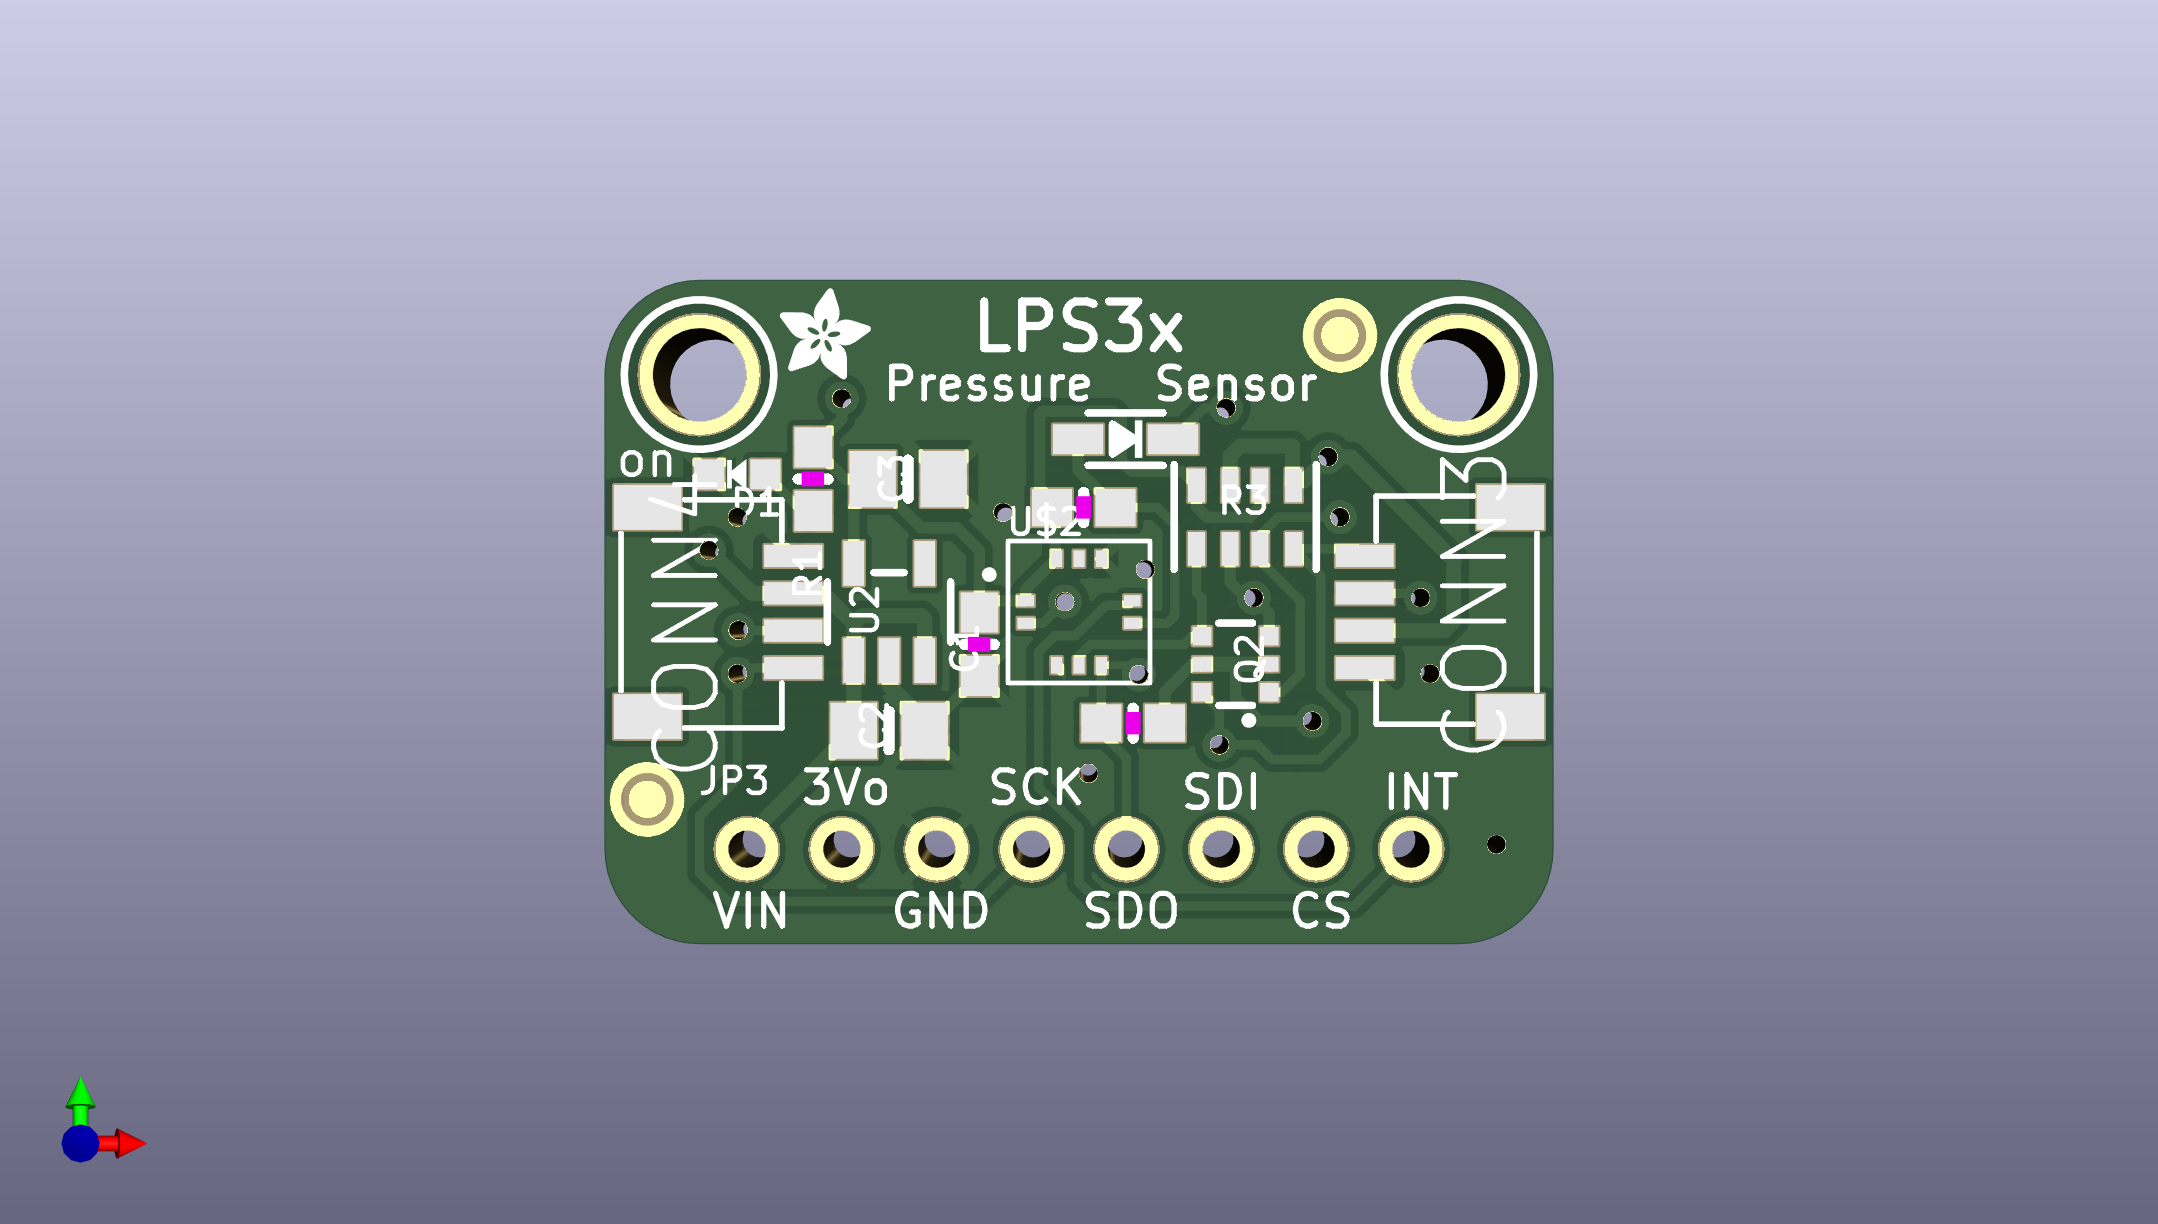 LPS3x
Pressure Sensor
on
D1
C3
U$2
R3
CONN4
R1
U2
C1
Q2
CONN3
C2
JP3
3Vo
SCK
SDI
INT
VIN
GND
SDO
CS